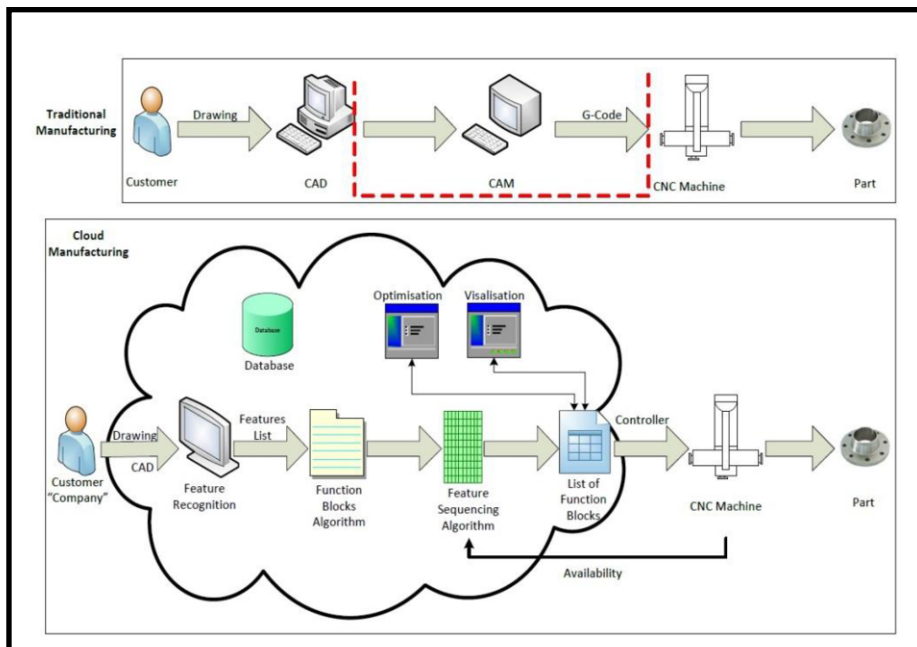 Traditional
Manufacturing
Drawing
G-Code
Customer
CAD
CAM
CNC Machine
Part
Cloud
Manufacturing
Optimisation
Visalisation
Database
Database
Drawing
CAD
Features
List
Controller
Customer
"Company"
Feature
Recognition
Function
Blocks
Algorithm
Feature
Sequencing
Algorithm
List of
Function
Blocks
CNC Machine
Part
Availability